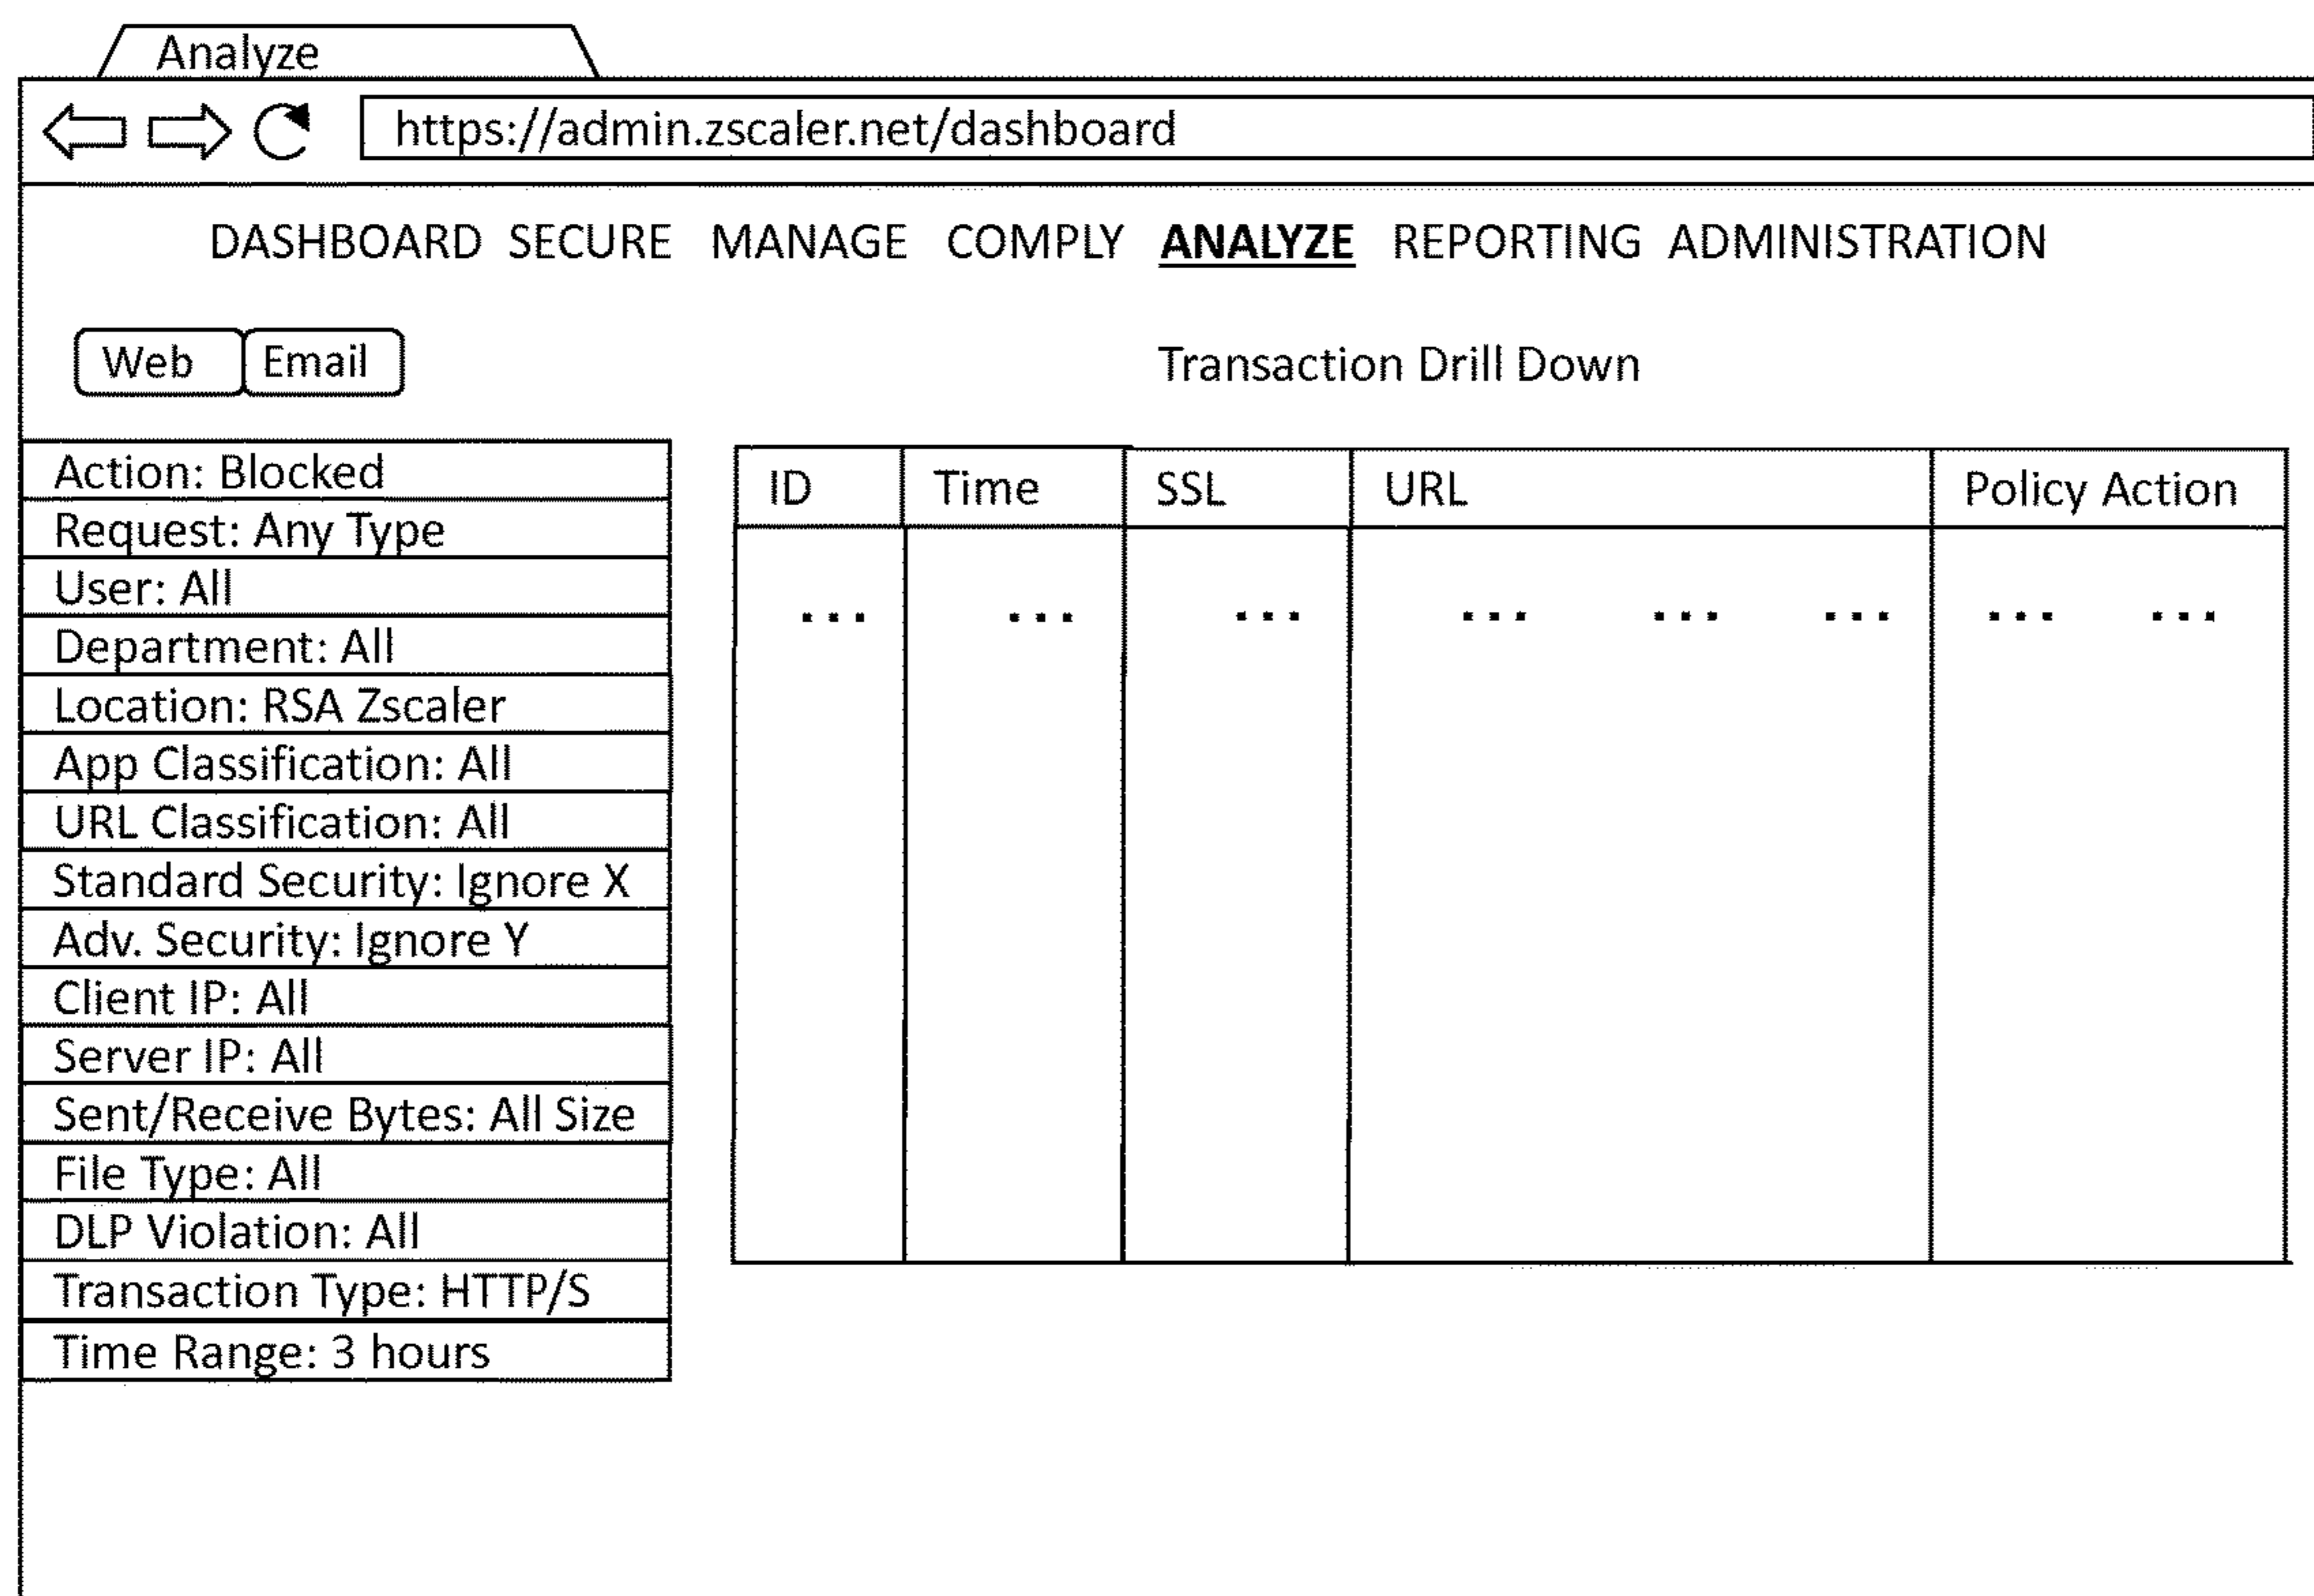 Analyze
https://admin.zscaler.net/dashboard
DASHBOARD SECURE MANAGE COMPLY ANALYZE REPORTING ADMINISTRATION
Web Email
Transaction Drill Down
Action: Blocked
Request: Any Type
User: All
Department: All
Location: RSA Zscaler
App Classification: All
URL Classification: All
Standard Security: Ignore X
Adv. Security: Ignore Y
Client IP: All
Server IP: All
Sent/Receive Bytes: All Size
File Type: All
DLP Violation: All
Transaction Type: HTTP/S
Time Range: 3 hours
ID Time SSL URL Policy Action
... ... ... ... ... ... ... ...